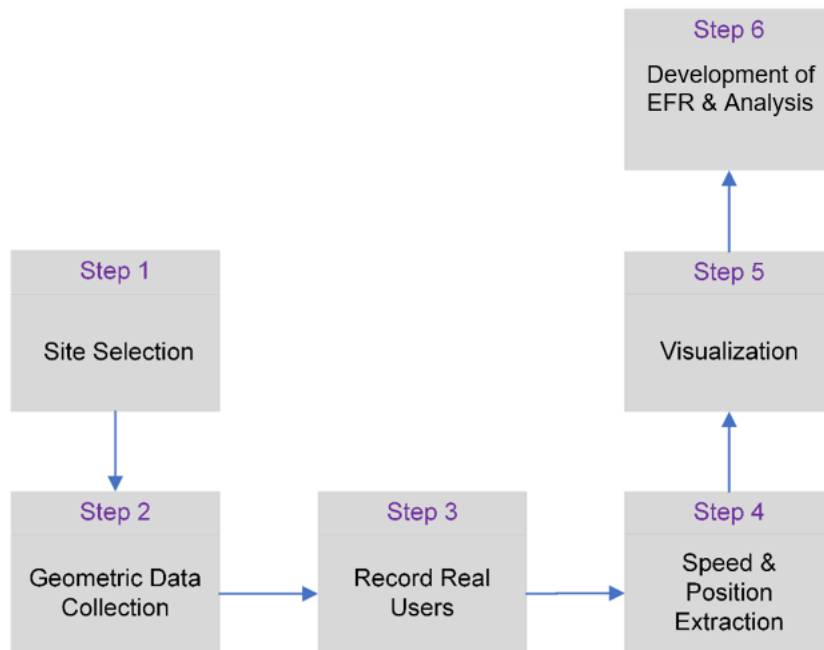 Step 1
Site Selection
Step 2
Geometric Data
Collection
Step 3
Record Real
Users
Step 4
Speed &
Position
Extraction
Step 5
Visualization
Step 6
Development of
EFR & Analysis